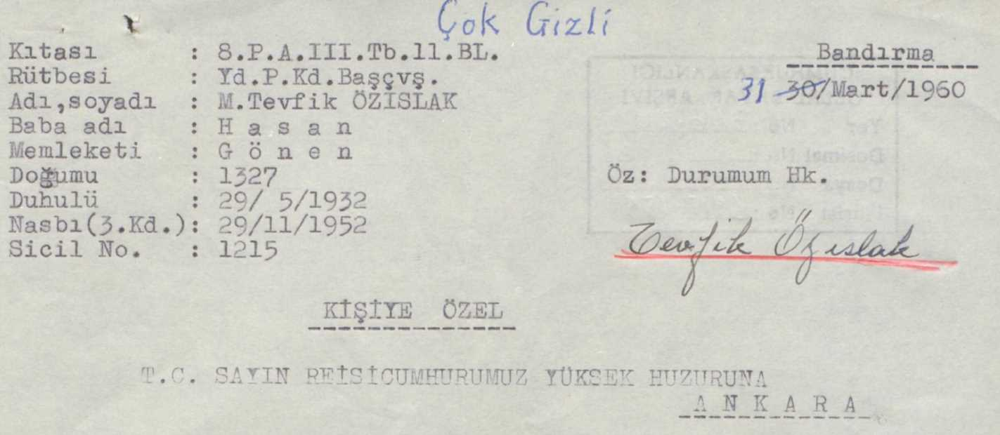 Çok Gizli
Kıtası : 8.P.A.III.Tb.11.BL.
Rütbesi : Yd.P.Kd.Başçvş.
Adı,soyadı : M.Tevfik ÖZISLAK
Baba adı : H a s a n
Memleketi : G ö n e n
Doğumu : 1327
Duhulü : 29/ 5/1932
Nasbı(3.Kd.): 29/11/1952
Sicil No. : 1215
Bandırma
31 30/Mart/1960
Öz: Durumum Hk.
Tevfik Özıslak
KİŞİYE ÖZEL
T.C. SAYIN REİSİCUMHURUMUZ YÜKSEK HUZURUNA
A N K A R A